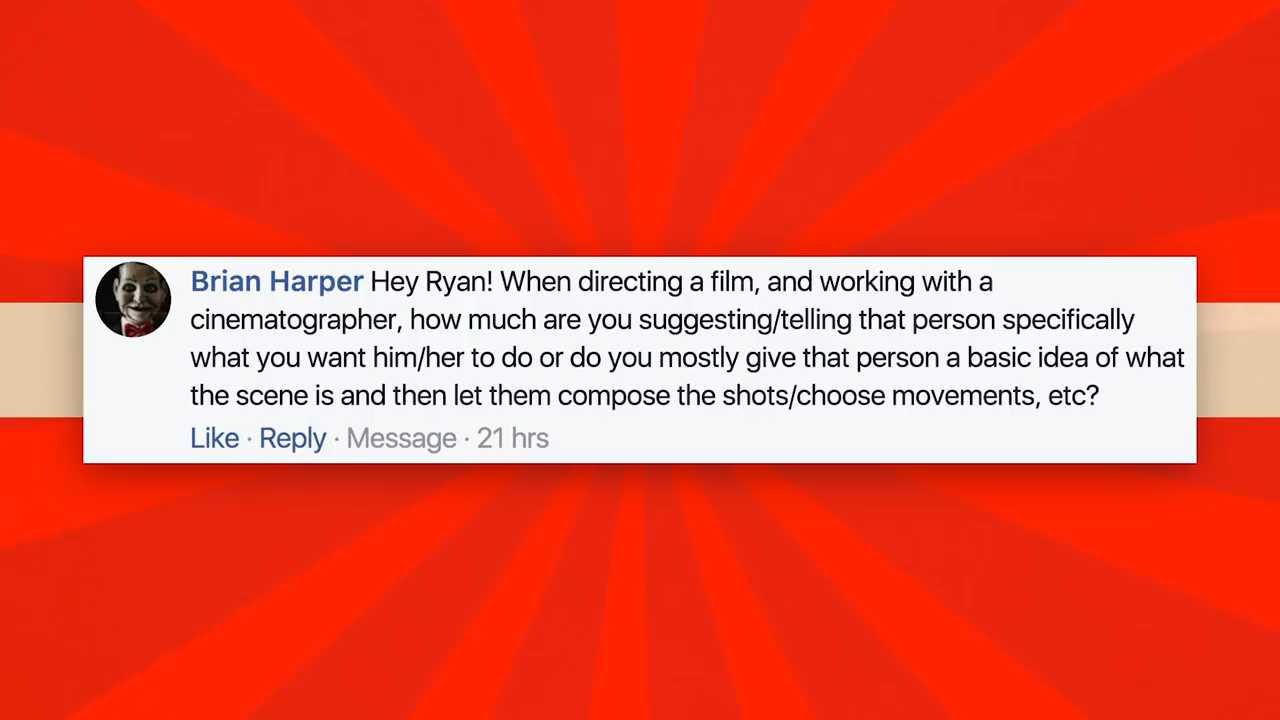 Brian Harper Hey Ryan! When directing a film, and working with a
cinematographer, how much are you suggesting/telling that person specifically
what you want him/her to do or do you mostly give that person a basic idea of what
the scene is and then let them compose the shots/choose movements, etc?
Like · Reply · Message · 21 hrs